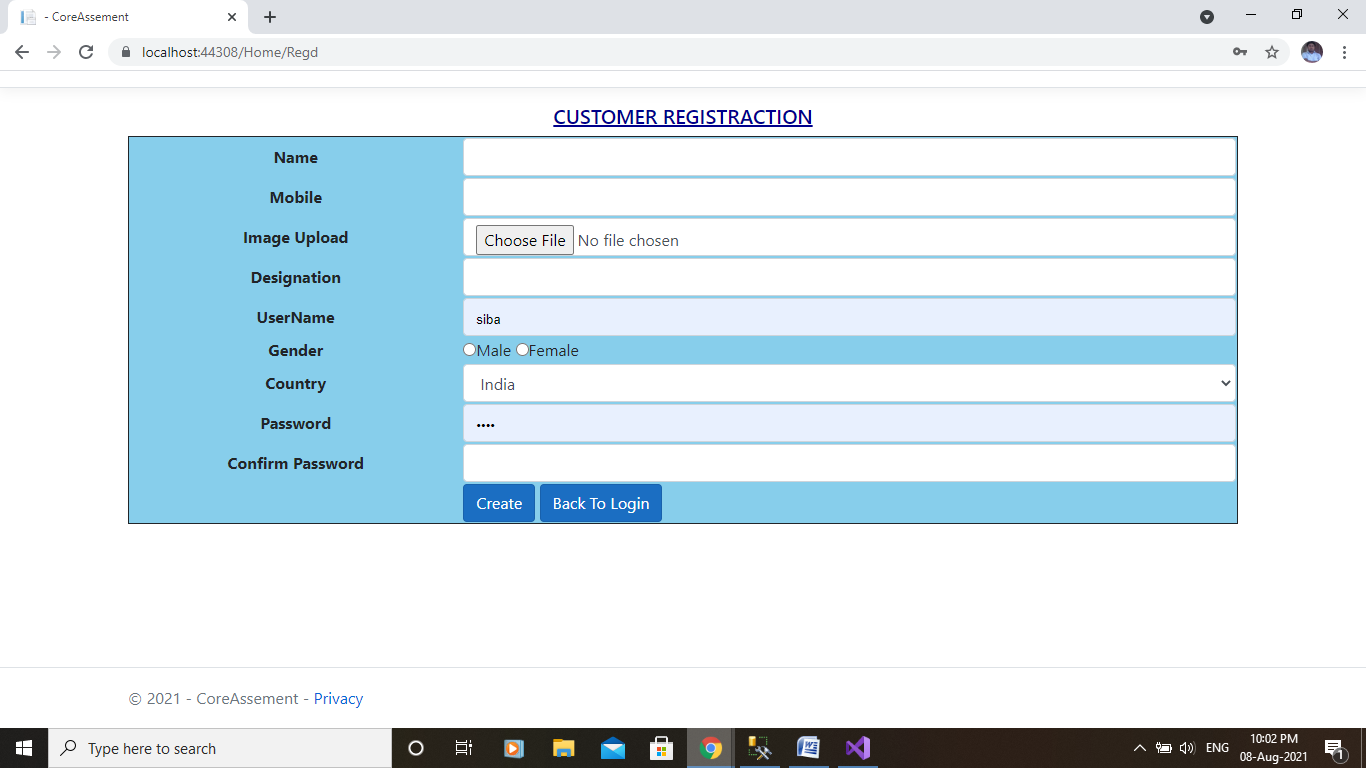 - CoreAssement
localhost:44308/Home/Regd
CUSTOMER REGISTRACTION
Name
Mobile
Image Upload Choose File No file chosen
Designation
UserName siba
Gender Male Female
Country India
Password ••••
Confirm Password
Create Back To Login
© 2021 - CoreAssement - Privacy
Type here to search
ENG
10:02 PM
08-Aug-2021
1